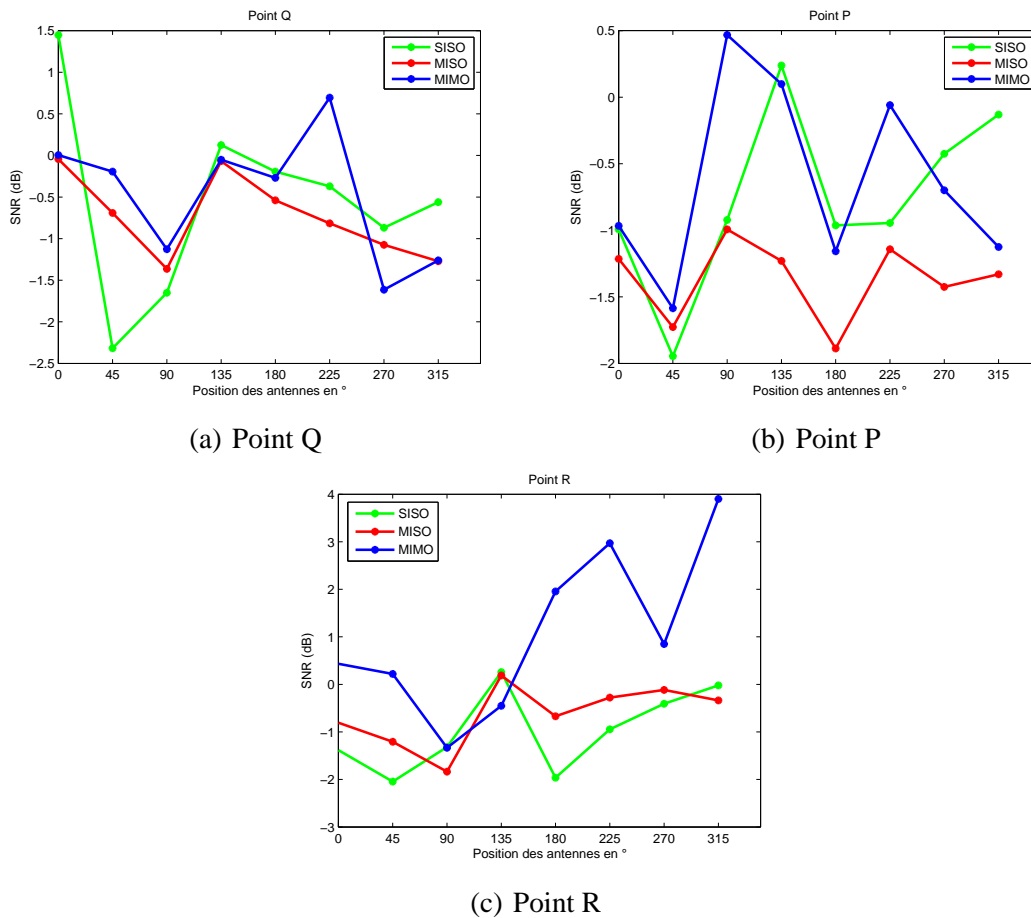 Point Q
1.5
1
0.5
0
−0.5
−1
−1.5
−2
−2.5
SNR (dB)
SISO
MISO
MIMO
0 45 90 135 180 225 270 315
Position des antennes en °
(a) Point Q
Point P
0.5
0
−0.5
−1
−1.5
−2
SNR (dB)
SISO
MISO
MIMO
0 45 90 135 180 225 270 315
Position des antennes en °
(b) Point P
Point R
4
3
2
1
0
−1
−2
−3
SNR (dB)
SISO
MISO
MIMO
0 45 90 135 180 225 270 315
Position des antennes en °
(c) Point R